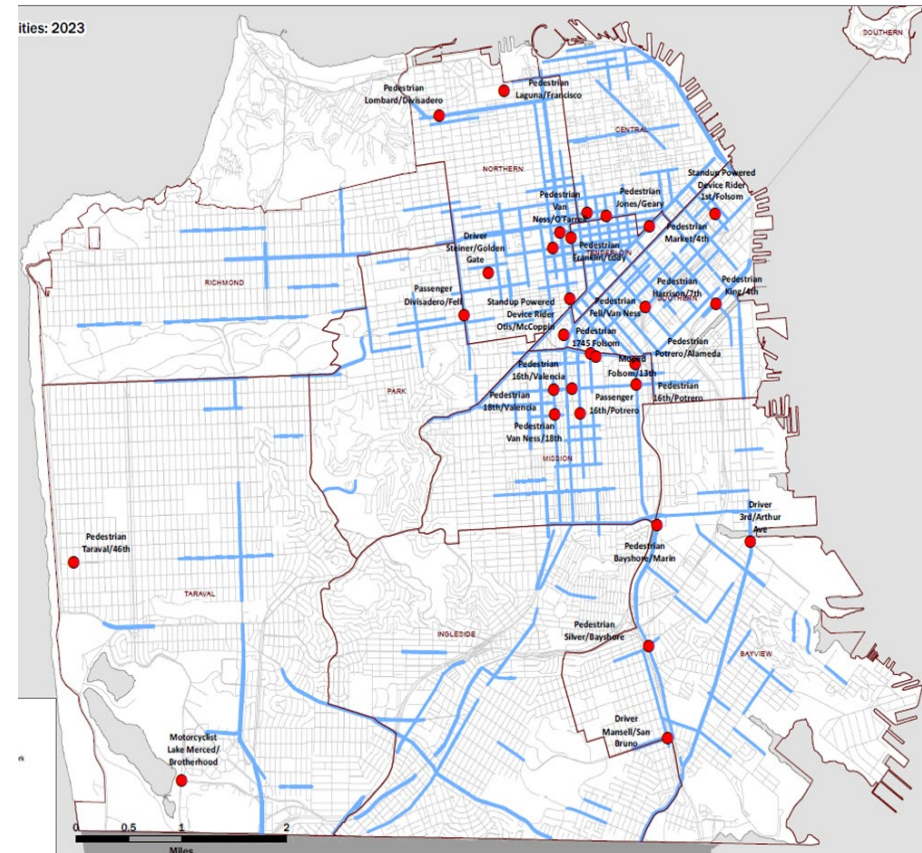 ities: 2023
SOUTHERN
Pedestrian
Lombard/Divisadero
Pedestrian
Laguna/Francisco
CENTRAL
NORTHERN
Pedestrian
Van
Ness/O'Farrell
Pedestrian
Jones/Geary
Standup Powered
Device Rider
1st/Folsom
Pedestrian
Market/4th
Driver
Steiner/Golden
Gate
Pedestrian
Franklin/Eddy
TENDERLOIN
RICHMOND
Passenger
Divisadero/Fell
Standup Powered
Device Rider
Otis/McCoppin
Pedestrian
Fell/Van Ness
Pedestrian
Harrison/7th
SOUTHERN
Pedestrian
King/4th
Pedestrian
1745 Folsom
Pedestrian
Potrero/Alameda
Moped
Folsom/13th
Pedestrian
16th/Valencia
PARK
Pedestrian
18th/Valencia
Passenger
16th/Potrero
Pedestrian
16th/Potrero
Pedestrian
Van Ness/18th
MISSION
Driver
3rd/Arthur
Ave
Pedestrian
Taraval/46th
Pedestrian
Bayshore/Marin
TARAVAL
INGLESIDE
Pedestrian
Silver/Bayshore
BAYVIEW
Driver
Mansell/San
Bruno
Motorcyclist
Lake Merced/
Brotherhood
0 0.5 1 2
Miles